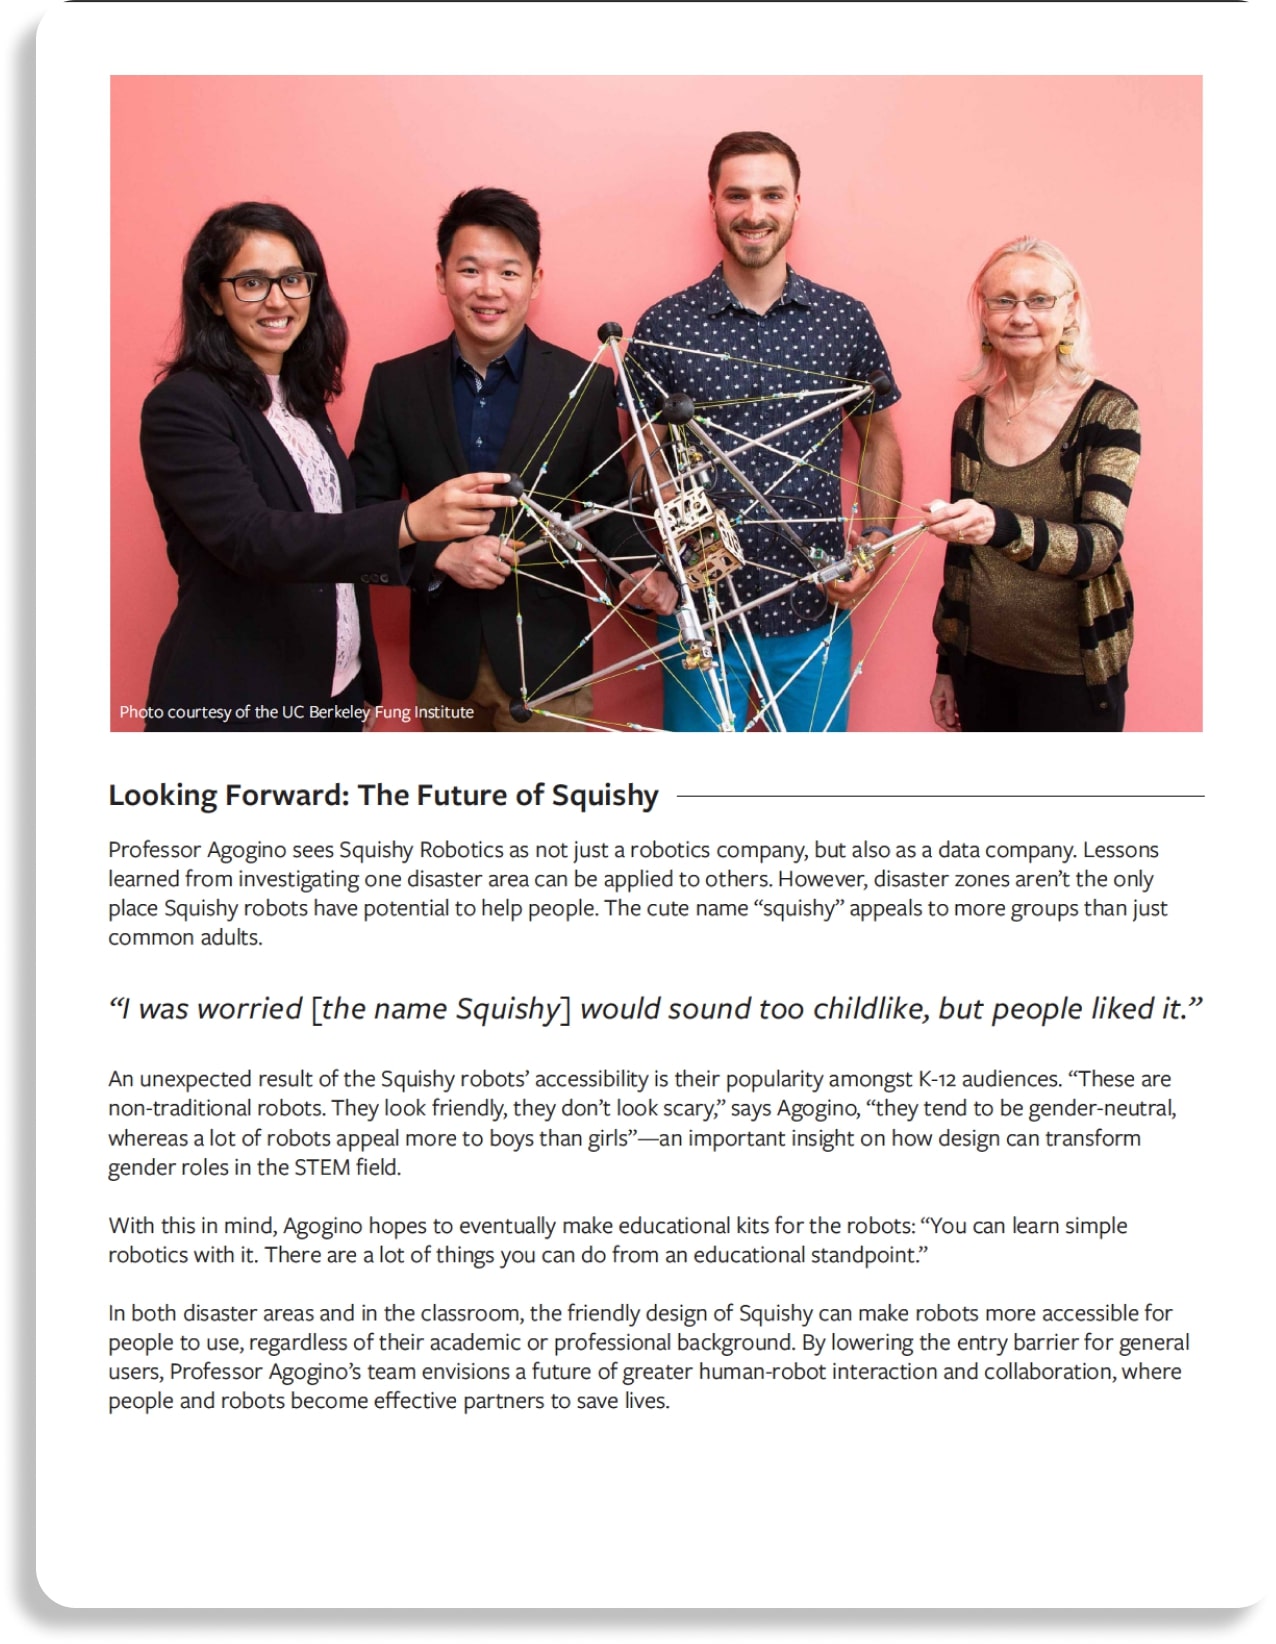 Photo courtesy of the UC Berkeley Fung Institute
Looking Forward: The Future of Squishy
Professor Agogino sees Squishy Robotics as not just a robotics company, but also as a data company. Lessons
learned from investigating one disaster area can be applied to others. However, disaster zones aren’t the only
place Squishy robots have potential to help people. The cute name “squishy” appeals to more groups than just
common adults.
“I was worried [the name Squishy] would sound too childlike, but people liked it.”
An unexpected result of the Squishy robots’ accessibility is their popularity amongst K-12 audiences. “These are
non-traditional robots. They look friendly, they don’t look scary,” says Agogino, “they tend to be gender-neutral,
whereas a lot of robots appeal more to boys than girls”—an important insight on how design can transform
gender roles in the STEM field.
With this in mind, Agogino hopes to eventually make educational kits for the robots: “You can learn simple
robotics with it. There are a lot of things you can do from an educational standpoint.”
In both disaster areas and in the classroom, the friendly design of Squishy can make robots more accessible for
people to use, regardless of their academic or professional background. By lowering the entry barrier for general
users, Professor Agogino’s team envisions a future of greater human-robot interaction and collaboration, where
people and robots become effective partners to save lives.